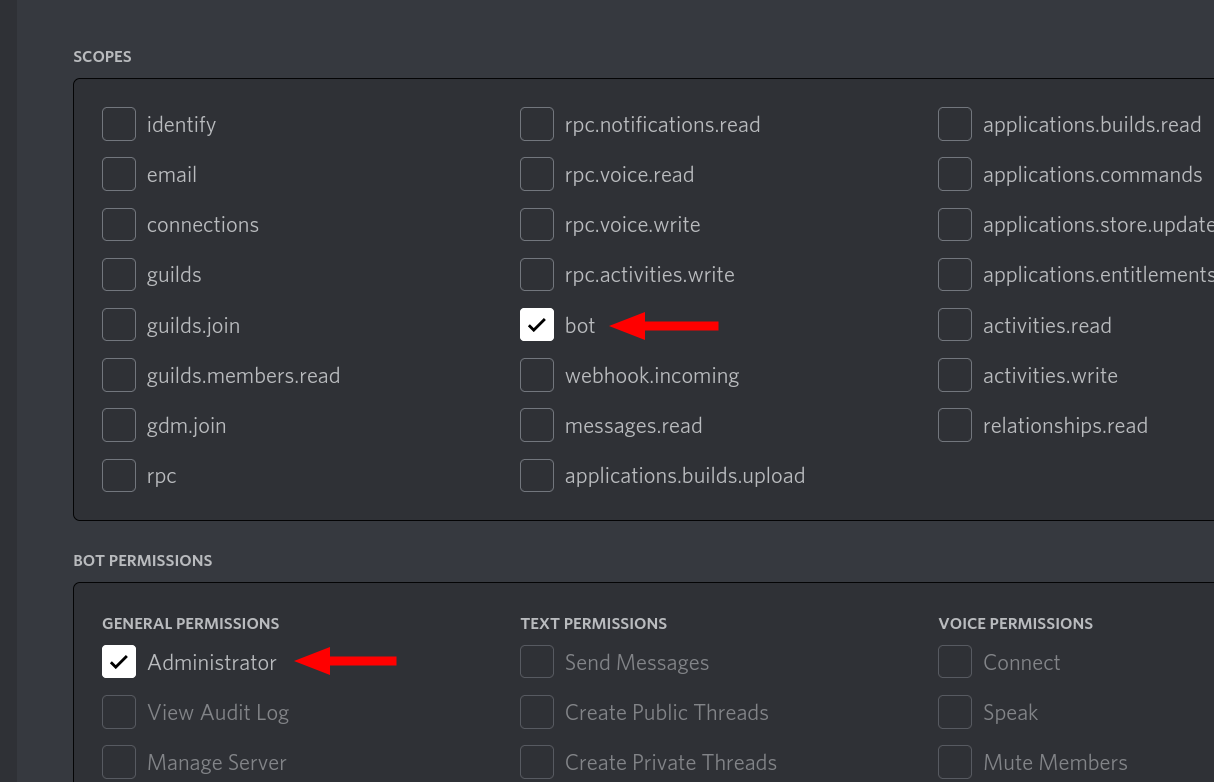 SCOPES
identify
rpc.notifications.read
applications.builds.read
email
rpc.voice.read
applications.commands
connections
rpc.voice.write
applications.store.update
guilds
rpc.activities.write
applications.entitlements
guilds.join
bot
activities.read
guilds.members.read
webhook.incoming
activities.write
gdm.join
messages.read
relationships.read
rpc
applications.builds.upload
BOT PERMISSIONS
GENERAL PERMISSIONS
TEXT PERMISSIONS
VOICE PERMISSIONS
Administrator
Send Messages
Connect
View Audit Log
Create Public Threads
Speak
Manage Server
Create Private Threads
Mute Members